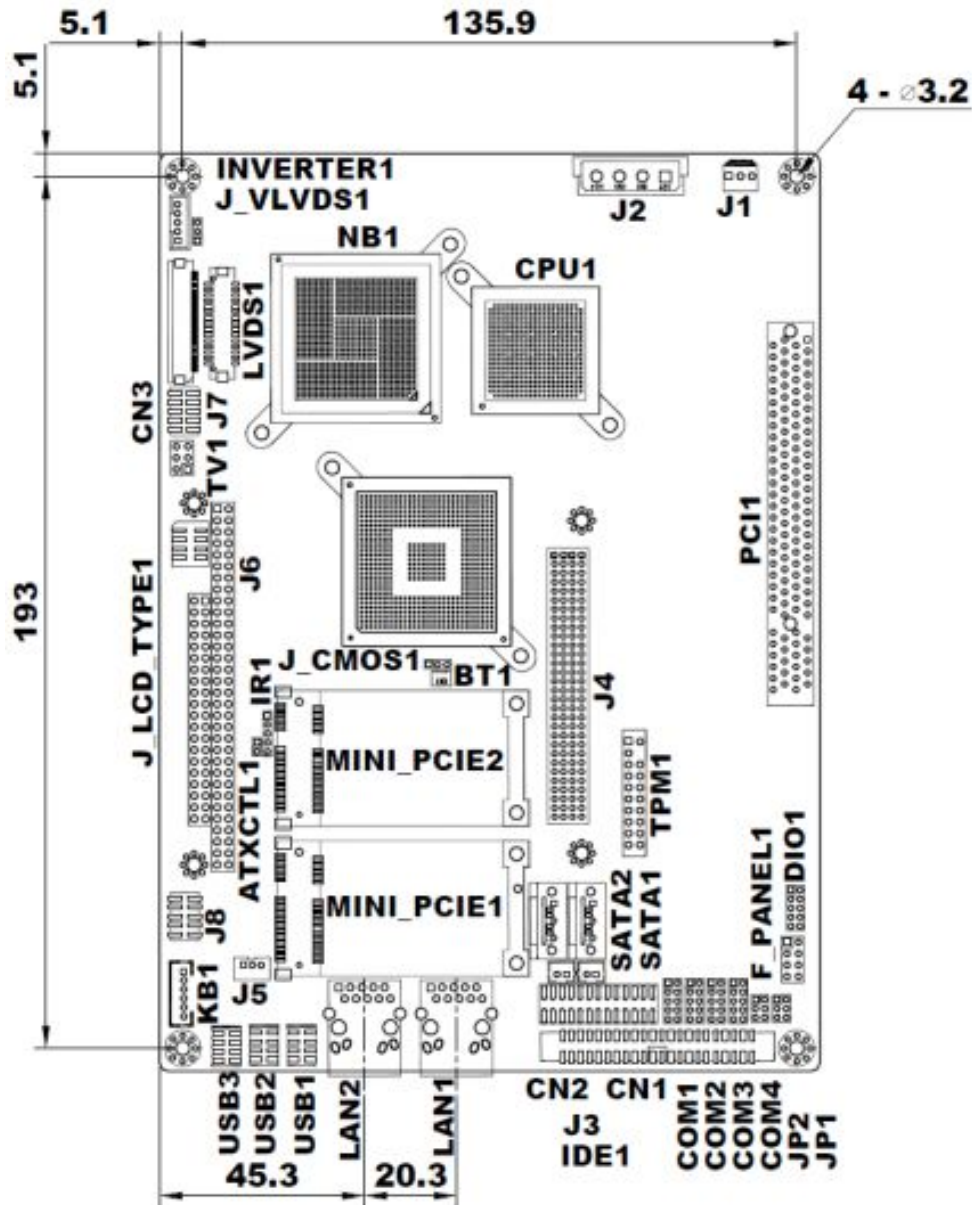 5.1
135.9
5.1
4 - ⌀3.2
INVERTER1
J_VLVDS1
J2
J1
NB1
CPU1
LVDS1
CN3
J7
TV1
PCI1
J6
193
J_LCD_TYPE1
J_CMOS1
BT1
IR1
J4
MINI_PCIE2
TPM1
ATXCTL1
MINI_PCIE1
SATA2
SATA1
F_PANEL1
DIO1
J8
KB1
J5
USB3
USB2
USB1
LAN2
LAN1
CN2
CN1
J3
IDE1
COM1
COM2
COM3
COM4
JP2
JP1
45.3
20.3